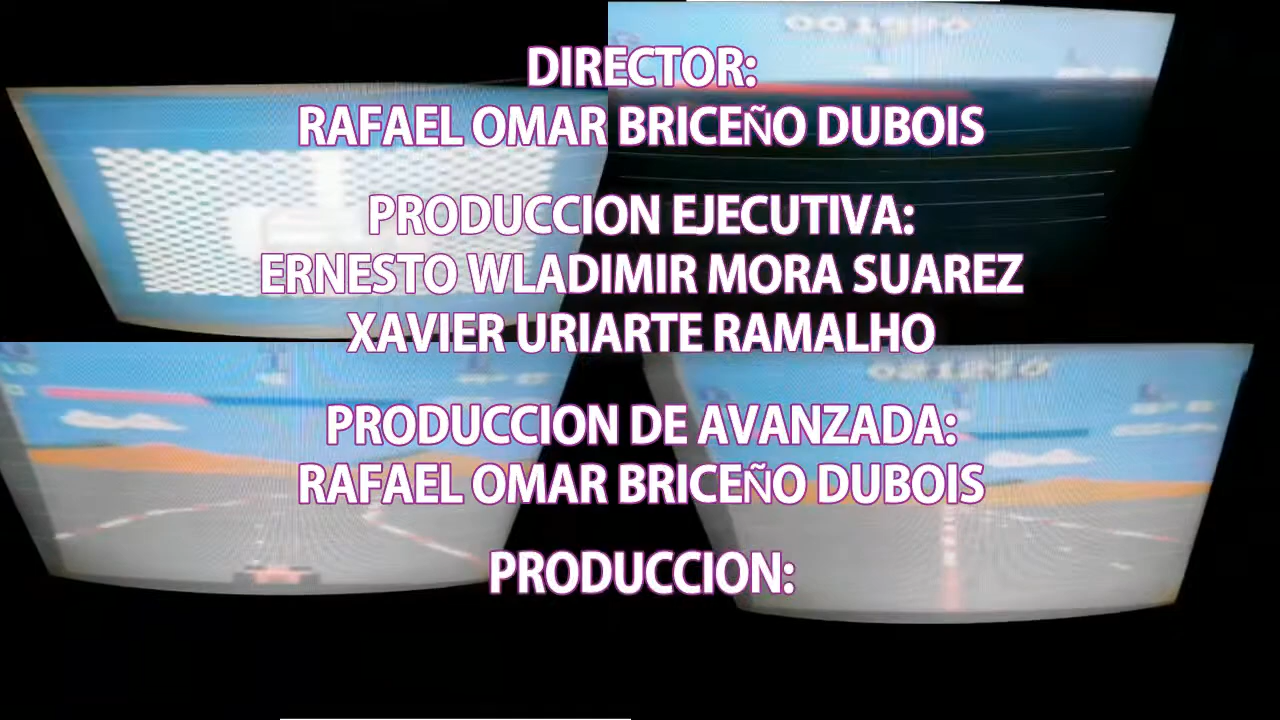 DIRECTOR:
RAFAEL OMAR BRICEÑO DUBOIS
PRODUCCION EJECUTIVA:
ERNESTO WLADIMIR MORA SUAREZ
XAVIER URIARTE RAMALHO
PRODUCCION DE AVANZADA:
RAFAEL OMAR BRICEÑO DUBOIS
PRODUCCION: